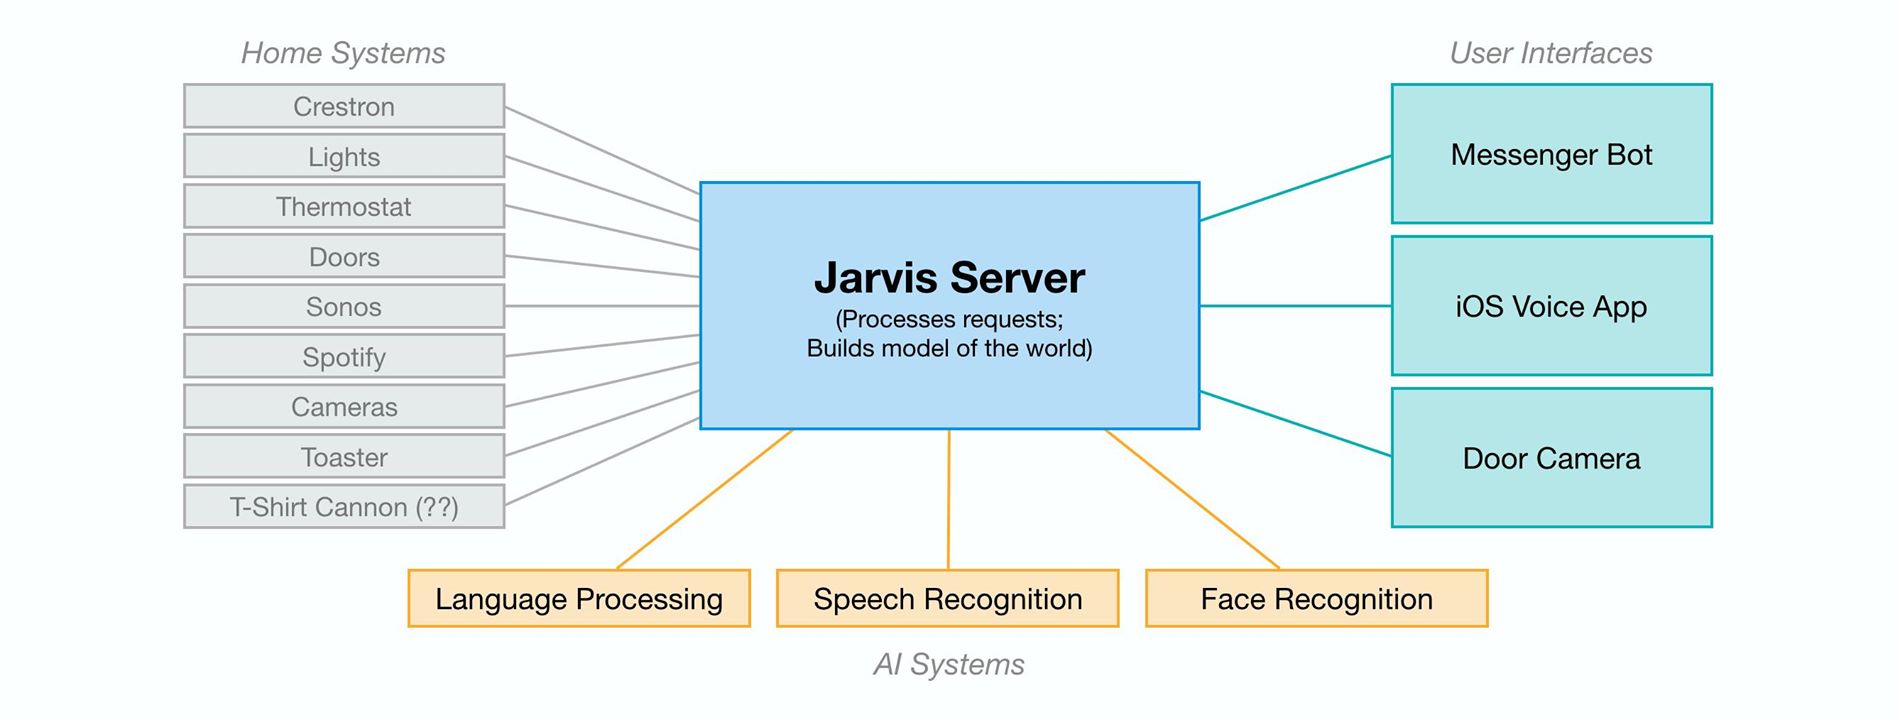 Home Systems
Crestron
Lights
Thermostat
Doors
Sonos
Spotify
Cameras
Toaster
T-Shirt Cannon (??)
Jarvis Server
(Processes requests;
Builds model of the world)
User Interfaces
Messenger Bot
iOS Voice App
Door Camera
Language Processing
Speech Recognition
Face Recognition
AI Systems